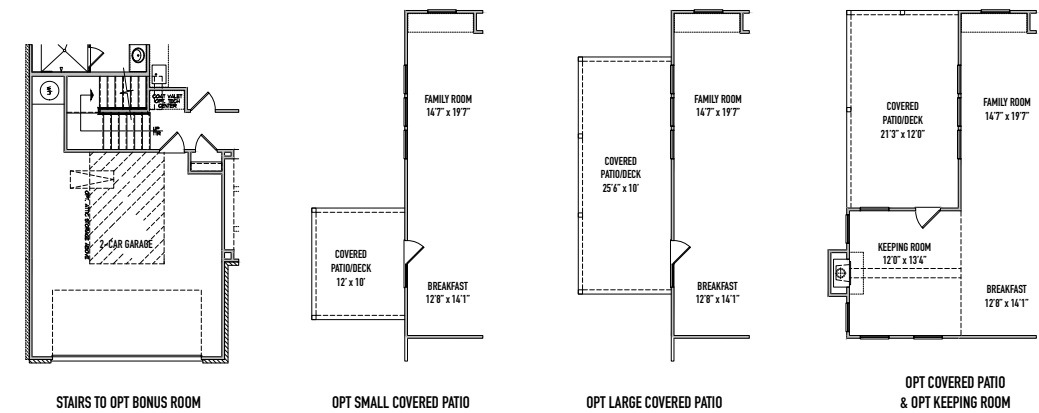 COAT VALET
OPT. TECH
CENTER
UP
2-CAR GARAGE
STAIRS TO OPT BONUS ROOM
FAMILY ROOM
14'7" x 19'7"
COVERED
PATIO/DECK
12' x 10'
BREAKFAST
12'8" x 14'1"
OPT SMALL COVERED PATIO
FAMILY ROOM
14'7" x 19'7"
COVERED
PATIO/DECK
25'6" x 10'
BREAKFAST
12'8" x 14'1"
OPT LARGE COVERED PATIO
COVERED
PATIO/DECK
21'3" x 12'0"
FAMILY ROOM
14'7" x 19'7"
KEEPING ROOM
12'0" x 13'4"
BREAKFAST
12'8" x 14'1"
OPT COVERED PATIO
& OPT KEEPING ROOM